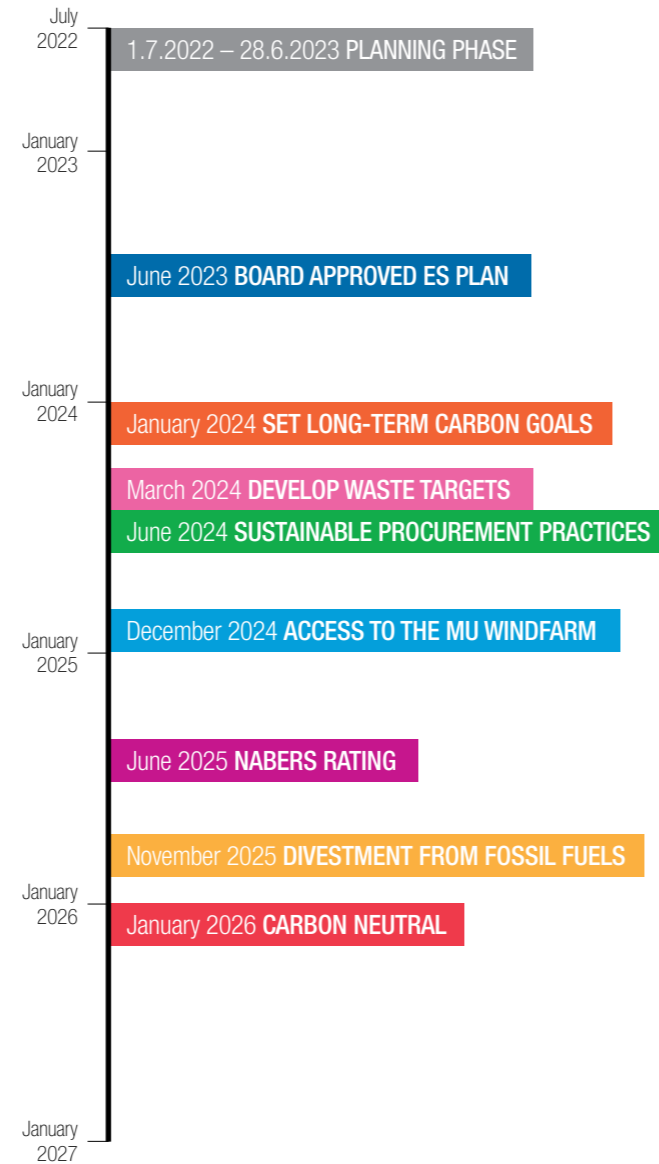 July
2022
1.7.2022 – 28.6.2023 PLANNING PHASE
January
2023
June 2023 BOARD APPROVED ES PLAN
January
2024
January 2024 SET LONG-TERM CARBON GOALS
March 2024 DEVELOP WASTE TARGETS
June 2024 SUSTAINABLE PROCUREMENT PRACTICES
December 2024 ACCESS TO THE MU WINDFARM
January
2025
June 2025 NABERS RATING
November 2025 DIVESTMENT FROM FOSSIL FUELS
January
2026
January 2026 CARBON NEUTRAL
January
2027